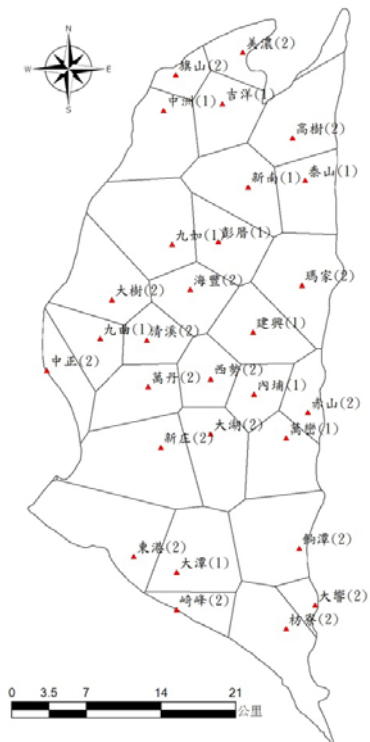 N
美濃(2)
旗山(2)
W
E
S
中洲(1)
吉洋(1)
高樹(2)
新南(1)
泰山(1)
九如(1)
彭厝(1)
海豐(2)
瑪家(2)
大樹(2)
九曲(1)
清溪(2)
建興(1)
中正(2)
萬丹(2)
西勢(2)
內埔(1)
赤山(2)
新庄(2)
大湖(2)
萬巒(1)
東港(2)
大潭(1)
餉潭(2)
崎峰(2)
大響(2)
枋寮(2)
0 3.5 7 14 21
公里